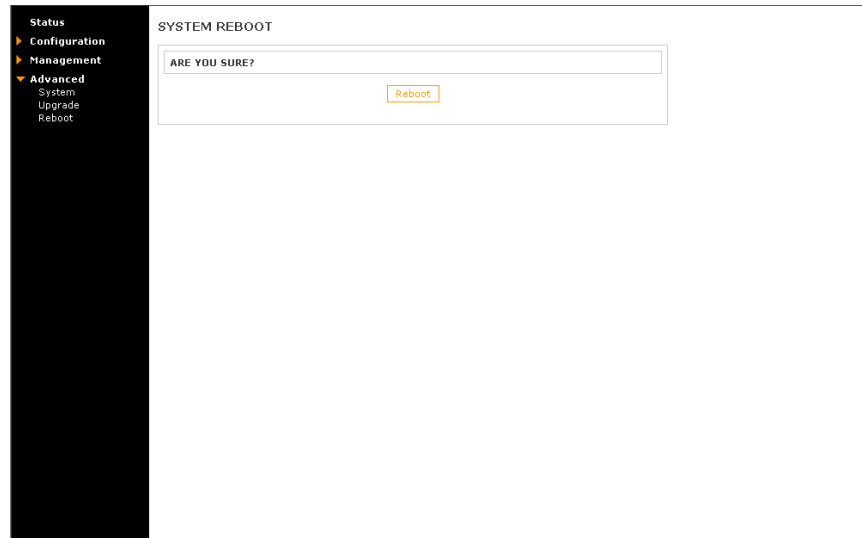 Status
Configuration
Management
Advanced
System
Upgrade
Reboot
SYSTEM REBOOT
ARE YOU SURE?
Reboot